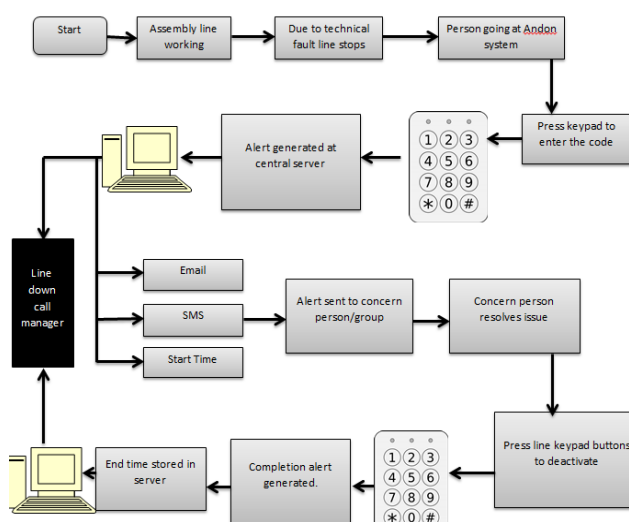 Start
Assembly line
working
Due to technical
fault line stops
Person going at Andon
system
Press keypad to
enter the code
1 2 3
4 5 6
7 8 9
* 0 #
Alert generated at
central server
Line
down
call
manager
Email
SMS
Start Time
Alert sent to concern
person/group
Concern person
resolves issue
Press line keypad buttons
to deactivate
1 2 3
4 5 6
7 8 9
* 0 #
Completion alert
generated.
End time stored in
server